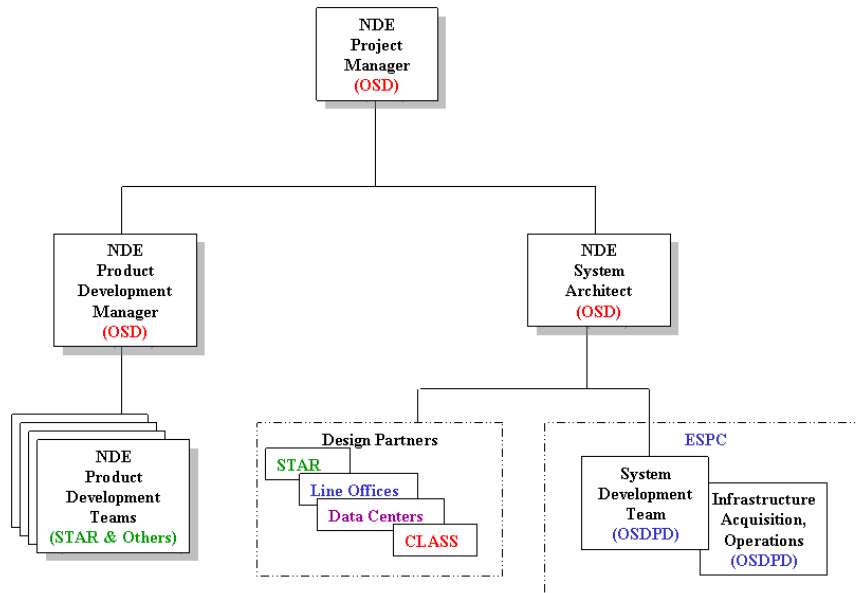 NDE
Project
Manager
(OSD)
NDE
Product
Development
Manager
(OSD)
NDE
System
Architect
(OSD)
NDE
Product
Development
Teams
(STAR & Others)
Design Partners
STAR
Line Offices
Data Centers
CLASS
ESPC
System
Development
Team
(OSDPD)
Infrastructure
Acquisition,
Operations
(OSDPD)